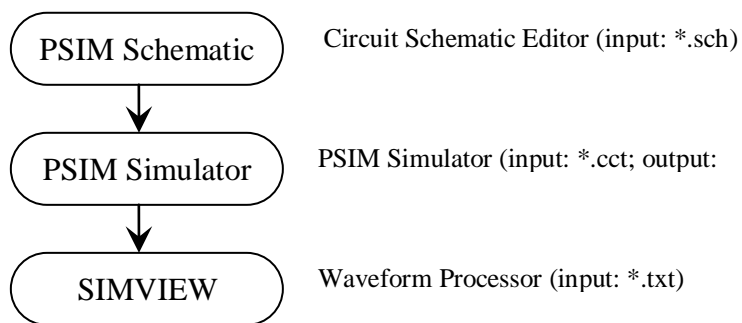 PSIM Schematic Circuit Schematic Editor (input: *.sch)
PSIM Simulator PSIM Simulator (input: *.cct; output:
SIMVIEW Waveform Processor (input: *.txt)